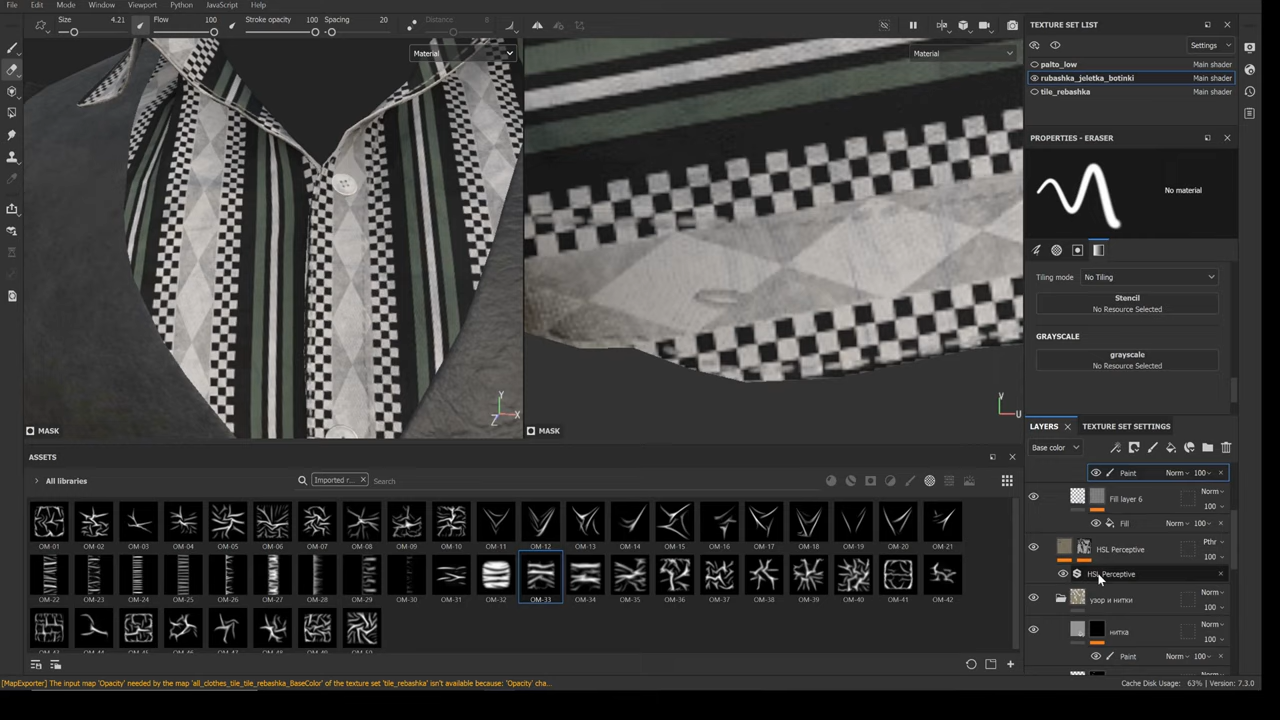 File Edit Mode Window Viewport Python JavaScript Help
Size 4.21 Flow 100 Stroke opacity 100 Spacing 20 Distance
Material
Material
MASK
MASK
TEXTURE SET LIST
Settings
palto_low Main shader
rubashka_jeletka_botinki Main shader
tile_rebashka Main shader
PROPERTIES - ERASER
No material
Tiling mode No Tiling
Stencil
No Resource Selected
GRAYSCALE
grayscale
No Resource Selected
LAYERS TEXTURE SET SETTINGS
Base color
Paint Norm 100
Fill layer 6 Norm 100
Fill Norm 100
HSL Perceptive Pthr 100
HSL Perceptive
узор и нитки Norm 100
нитка Norm 100
Paint Norm 100
Norm
ASSETS
All libraries
Imported r... Search
OM-01 OM-02 OM-03 OM-04 OM-05 OM-06 OM-07 OM-08 OM-09 OM-10 OM-11 OM-12 OM-13 OM-14 OM-15 OM-16 OM-17 OM-18 OM-19 OM-20 OM-21
OM-22 OM-23 OM-24 OM-25 OM-26 OM-27 OM-28 OM-29 OM-30 OM-31 OM-32 OM-33 OM-34 OM-35 OM-36 OM-37 OM-38 OM-39 OM-40 OM-41 OM-42
[MapExporter] The input map 'Opacity' needed by the map 'all_clothes_tile_tile_rebashka_BaseColor' of the texture set 'tile_rebashka' isn't available because: 'Opacity' cha...
Cache Disk Usage: 63% | Version: 7.3.0